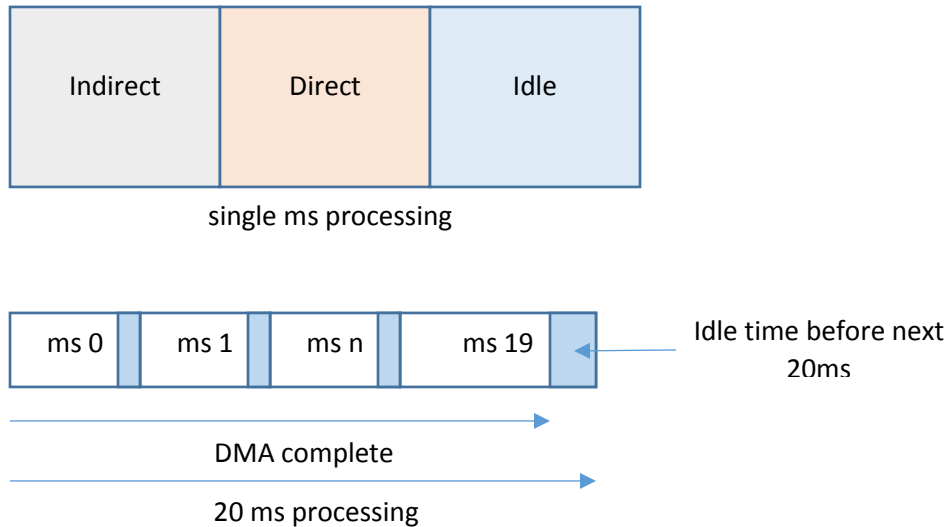 Indirect
Direct
Idle
single ms processing
ms 0
ms 1
ms n
ms 19
Idle time before next
20ms
DMA complete
20 ms processing